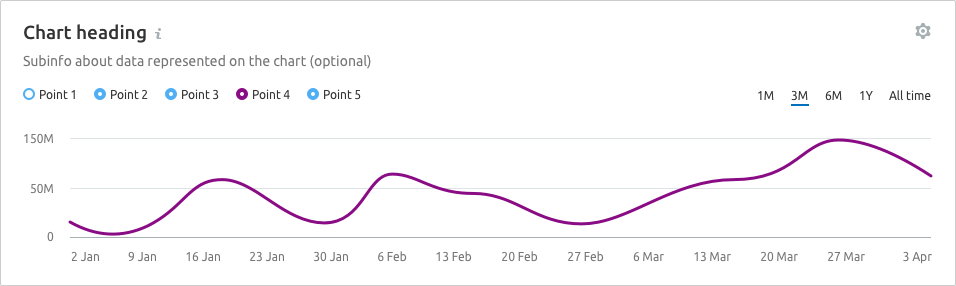 Chart heading i
Subinfo about data represented on the chart (optional)
Point 1 Point 2 Point 3 Point 4 Point 5 1M 3M 6M 1Y All time
150M
50M
0
2 Jan 9 Jan 16 Jan 23 Jan 30 Jan 6 Feb 13 Feb 20 Feb 27 Feb 6 Mar 13 Mar 20 Mar 27 Mar 3 Apr